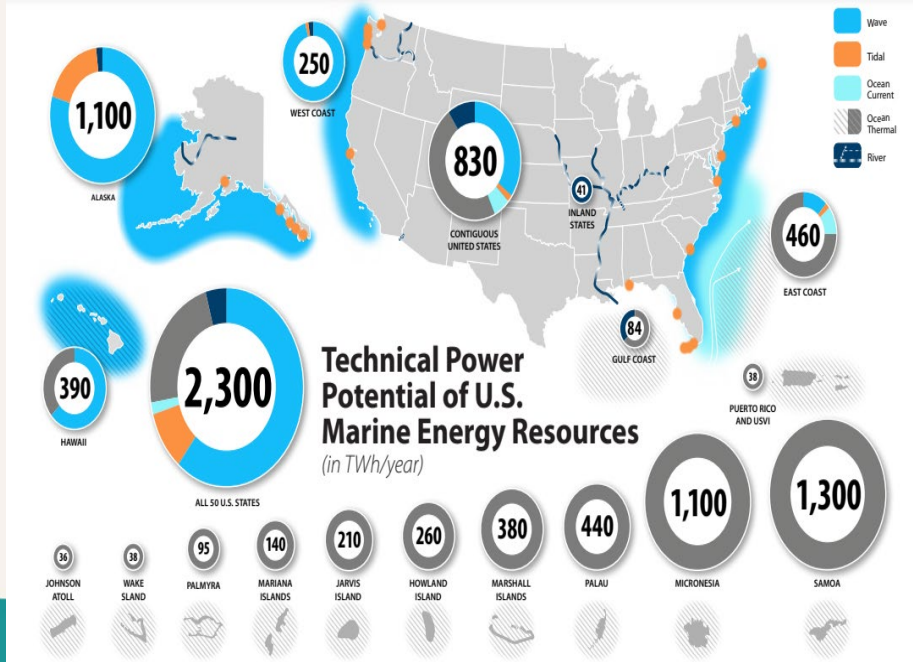 Wave
Tidal
Ocean
Current
Ocean
Thermal
River
1,100
ALASKA
250
WEST COAST
830
CONTIGUOUS
UNITED STATES
41
INLAND
STATES
460
EAST COAST
84
GULF COAST
390
HAWAII
2,300
ALL 50 U.S. STATES
Technical Power
Potential of U.S.
Marine Energy Resources
(in TWh/year)
38
PUERTO RICO
AND USVI
36
JOHNSON
ATOLL
38
WAKE
SLAND
95
PALMYRA
140
MARIANA
ISLANDS
210
JARVIS
ISLAND
260
HOWLAND
ISLAND
380
MARSHALL
ISLANDS
440
PALAU
1,100
MICRONESIA
1,300
SAMOA